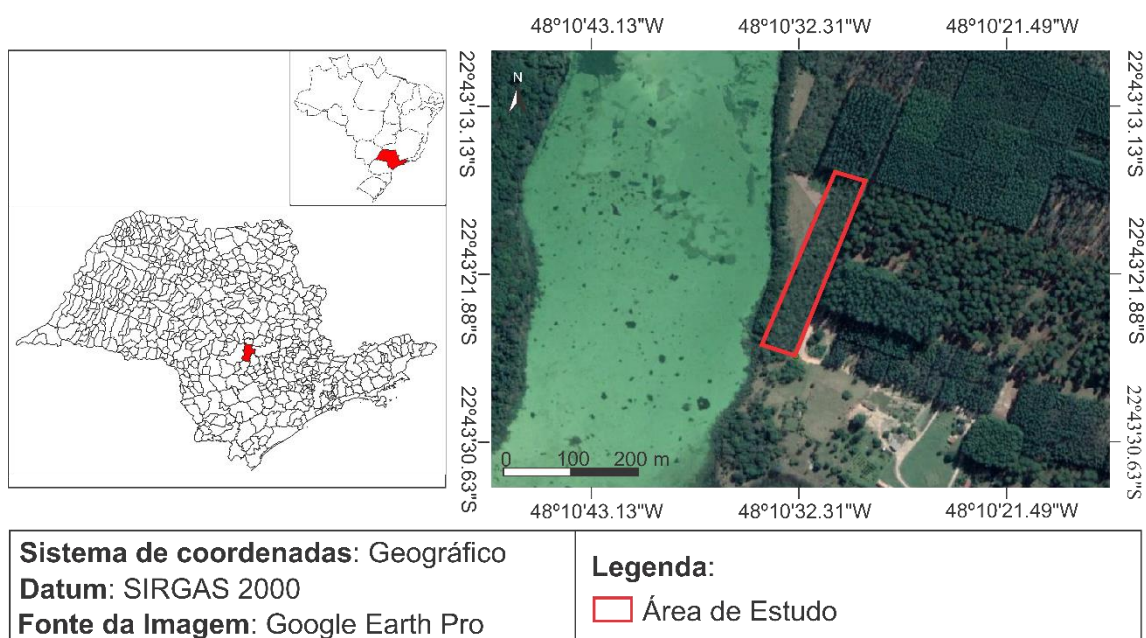 48°10'43.13"W 48°10'32.31"W 48°10'21.49"W
22°43'13.13"S
22°43'21.88"S
22°43'30.63"S
N
22°43'13.13"S
22°43'21.88"S
22°43'30.63"S
0 100 200 m
48°10'43.13"W 48°10'32.31"W 48°10'21.49"W
Sistema de coordenadas: Geográfico
Datum: SIRGAS 2000
Fonte da Imagem: Google Earth Pro
Legenda:
Área de Estudo